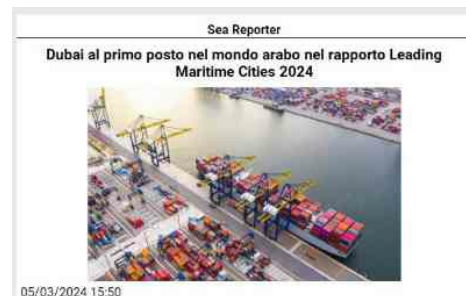 Sea Reporter
Dubai al primo posto nel mondo arabo nel rapporto Leading
Maritime Cities 2024
05/03/2024 15:50